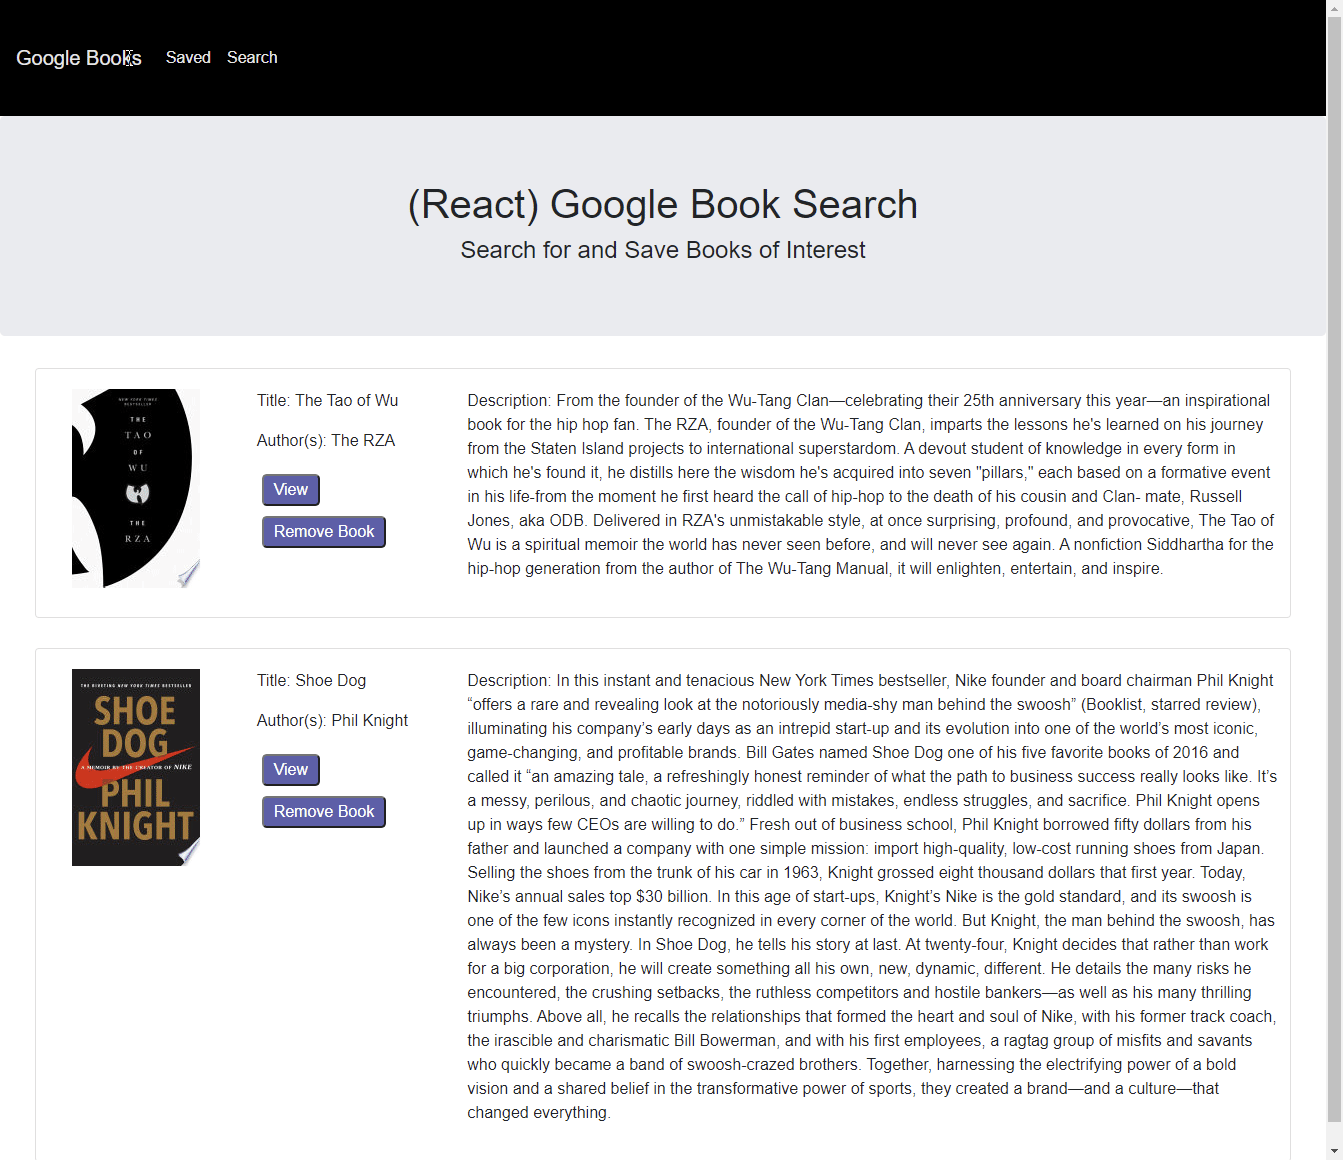 Google Books Saved Search
(React) Google Book Search
Search for and Save Books of Interest
NEW YORK TIMES
BESTSELLER
THE
TAO
OF
WU
THE
RZA
Title: The Tao of Wu
Author(s): The RZA
View
Remove Book
Description: From the founder of the Wu-Tang Clan—celebrating their 25th anniversary this year—an inspirational
book for the hip hop fan. The RZA, founder of the Wu-Tang Clan, imparts the lessons he's learned on his journey
from the Staten Island projects to international superstardom. A devout student of knowledge in every form in
which he's found it, he distills here the wisdom he's acquired into seven "pillars," each based on a formative event
in his life-from the moment he first heard the call of hip-hop to the death of his cousin and Clan- mate, Russell
Jones, aka ODB. Delivered in RZA's unmistakable style, at once surprising, profound, and provocative, The Tao of
Wu is a spiritual memoir the world has never seen before, and will never see again. A nonfiction Siddhartha for the
hip-hop generation from the author of The Wu-Tang Manual, it will enlighten, entertain, and inspire.
THE RIVETING NEW YORK TIMES BESTSELLER
SHOE
DOG
A MEMOIR BY THE CREATOR OF NIKE
PHIL
KNIGHT
Title: Shoe Dog
Author(s): Phil Knight
View
Remove Book
Description: In this instant and tenacious New York Times bestseller, Nike founder and board chairman Phil Knight
“offers a rare and revealing look at the notoriously media-shy man behind the swoosh” (Booklist, starred review),
illuminating his company’s early days as an intrepid start-up and its evolution into one of the world’s most iconic,
game-changing, and profitable brands. Bill Gates named Shoe Dog one of his five favorite books of 2016 and
called it “an amazing tale, a refreshingly honest reminder of what the path to business success really looks like. It’s
a messy, perilous, and chaotic journey, riddled with mistakes, endless struggles, and sacrifice. Phil Knight opens
up in ways few CEOs are willing to do.” Fresh out of business school, Phil Knight borrowed fifty dollars from his
father and launched a company with one simple mission: import high-quality, low-cost running shoes from Japan.
Selling the shoes from the trunk of his car in 1963, Knight grossed eight thousand dollars that first year. Today,
Nike’s annual sales top $30 billion. In this age of start-ups, Knight’s Nike is the gold standard, and its swoosh is
one of the few icons instantly recognized in every corner of the world. But Knight, the man behind the swoosh, has
always been a mystery. In Shoe Dog, he tells his story at last. At twenty-four, Knight decides that rather than work
for a big corporation, he will create something all his own, new, dynamic, different. He details the many risks he
encountered, the crushing setbacks, the ruthless competitors and hostile bankers—as well as his many thrilling
triumphs. Above all, he recalls the relationships that formed the heart and soul of Nike, with his former track coach,
the irascible and charismatic Bill Bowerman, and with his first employees, a ragtag group of misfits and savants
who quickly became a band of swoosh-crazed brothers. Together, harnessing the electrifying power of a bold
vision and a shared belief in the transformative power of sports, they created a brand—and a culture—that
changed everything.